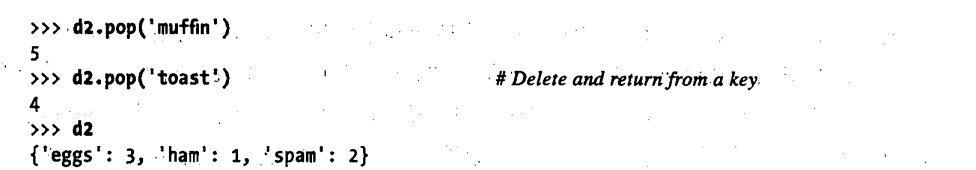 >>> d2.pop('muffin')
5
>>> d2.pop('toast') # Delete and return from a key
4
>>> d2
{'eggs': 3, 'ham': 1, 'spam': 2}